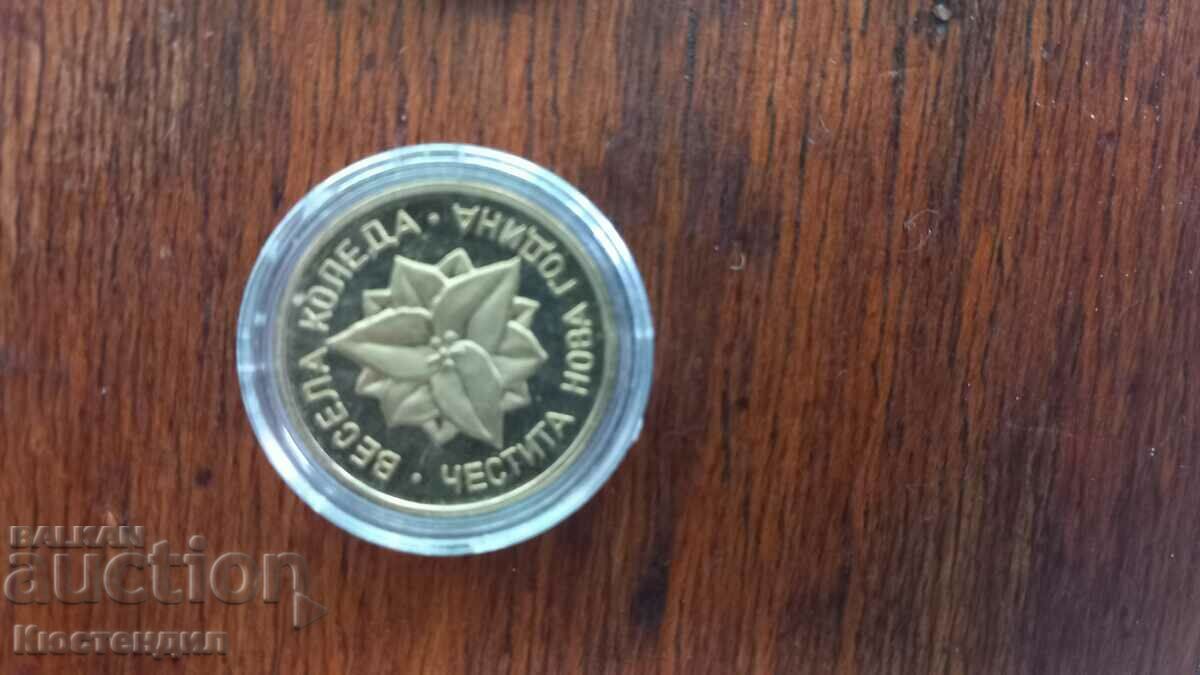 ВЕСЕЛА КОЛЕДА ·
ЧЕСТИТА НОВА ГОДИНА ·
BALKAN
auction
Кюстендил